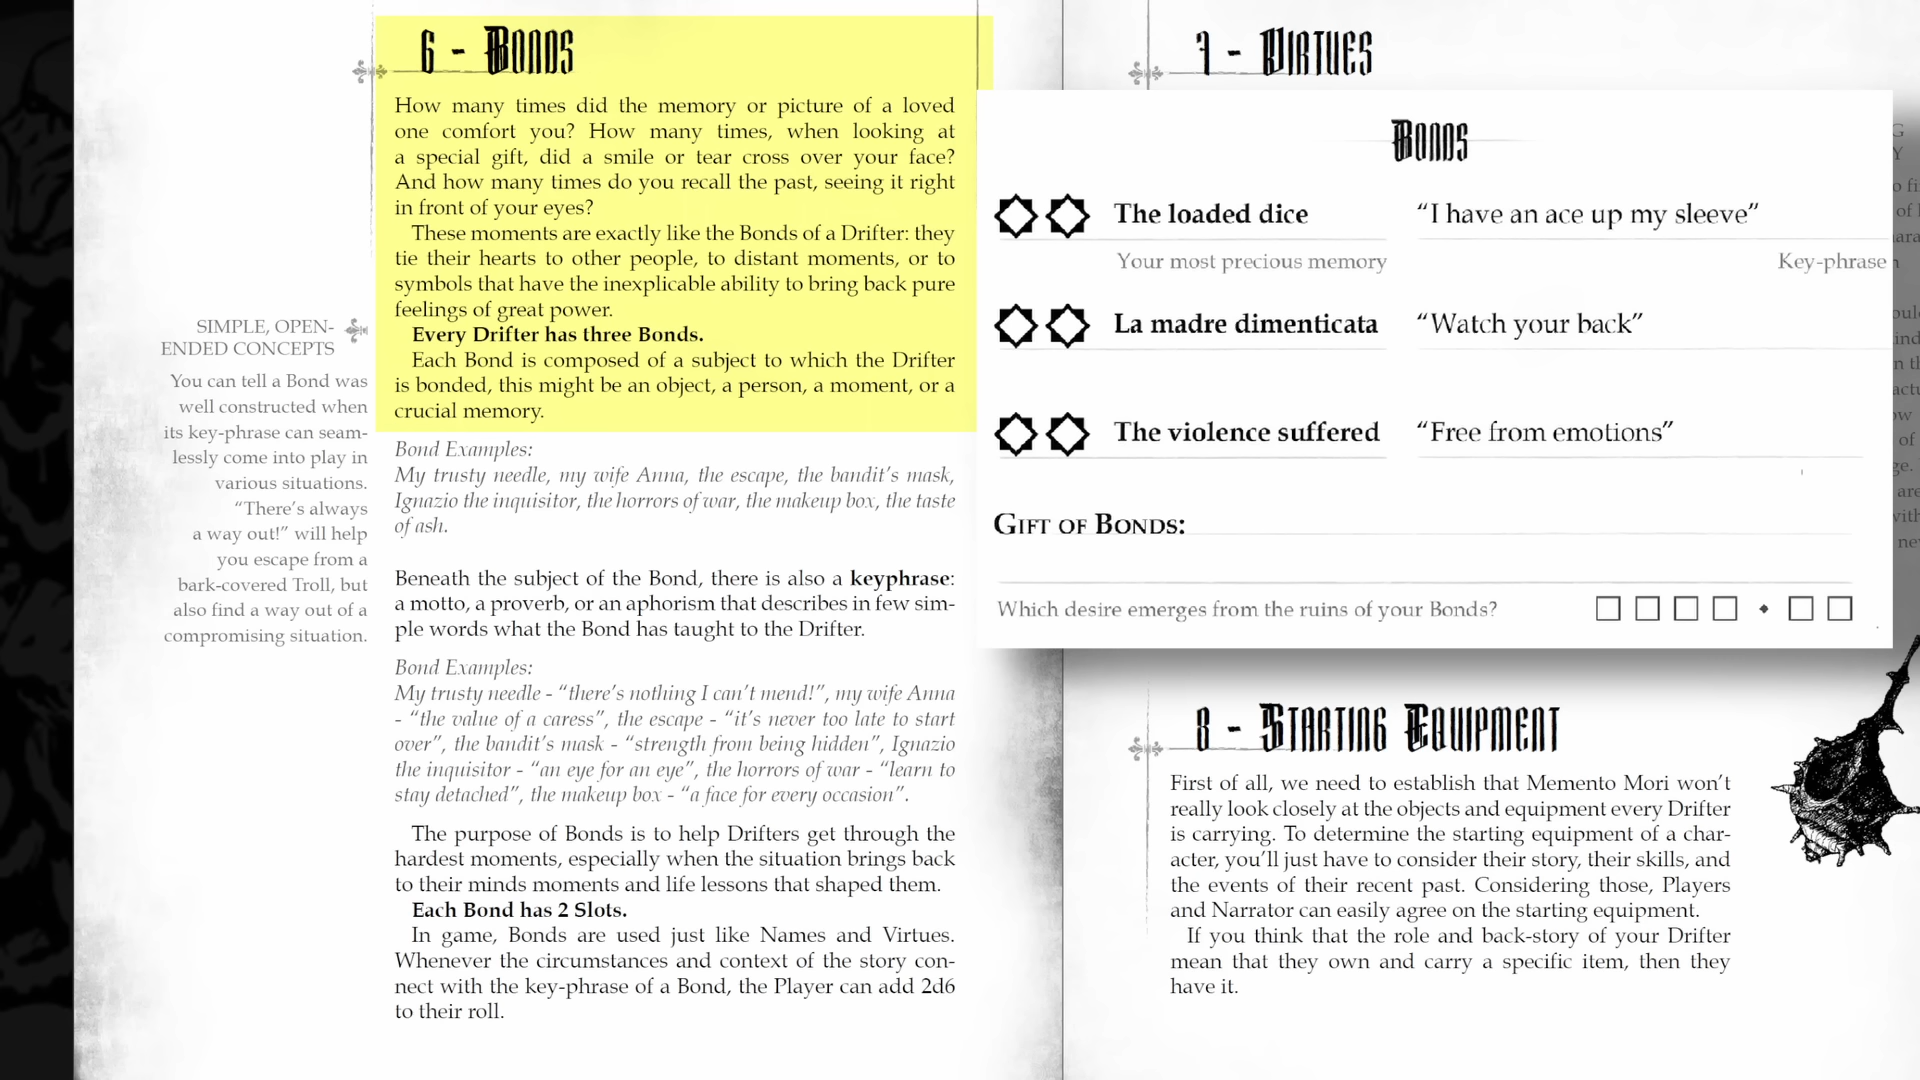 6 - Bonds
How many times did the memory or picture of a loved
one comfort you? How many times, when looking at
a special gift, did a smile or tear cross over your face?
And how many times do you recall the past, seeing it right
in front of your eyes?
These moments are exactly like the Bonds of a Drifter: they
tie their hearts to other people, to distant moments, or to
symbols that have the inexplicable ability to bring back pure
feelings of great power.
Every Drifter has three Bonds.
Each Bond is composed of a subject to which the Drifter
is bonded, this might be an object, a person, a moment, or a
crucial memory.
Bond Examples:
My trusty needle, my wife Anna, the escape, the bandit's mask,
Ignazio the inquisitor, the horrors of war, the makeup box, the taste
of ash.
Beneath the subject of the Bond, there is also a keyphrase:
a motto, a proverb, or an aphorism that describes in few sim-
ple words what the Bond has taught to the Drifter.
Bond Examples:
My trusty needle - “there's nothing I can't mend!”, my wife Anna
- “the value of a caress”, the escape - “it's never too late to start
over”, the bandit's mask - “strength from being hidden”, Ignazio
the inquisitor - “an eye for an eye”, the horrors of war - “learn to
stay detached”, the makeup box - “a face for every occasion”.
The purpose of Bonds is to help Drifters get through the
hardest moments, especially when the situation brings back
to their minds moments and life lessons that shaped them.
Each Bond has 2 Slots.
In game, Bonds are used just like Names and Virtues.
Whenever the circumstances and context of the story con-
nect with the key-phrase of a Bond, the Player can add 2d6
to their roll.
SIMPLE, OPEN-
ENDED CONCEPTS
You can tell a Bond was
well constructed when
its key-phrase can seam-
lessly come into play in
various situations.
“There's always
a way out!” will help
you escape from a
bark-covered Troll, but
also find a way out of a
compromising situation.
7 - Virtues
Bonds
The loaded dice “I have an ace up my sleeve”
Your most precious memory Key-phrase
La madre dimenticata “Watch your back”
The violence suffered “Free from emotions”
Gift of Bonds:
Which desire emerges from the ruins of your Bonds?
8 - Starting Equipment
First of all, we need to establish that Memento Mori won't
really look closely at the objects and equipment every Drifter
is carrying. To determine the starting equipment of a char-
acter, you'll just have to consider their story, their skills, and
the events of their recent past. Considering those, Players
and Narrator can easily agree on the starting equipment.
If you think that the role and back-story of your Drifter
mean that they own and carry a specific item, then they
have it.